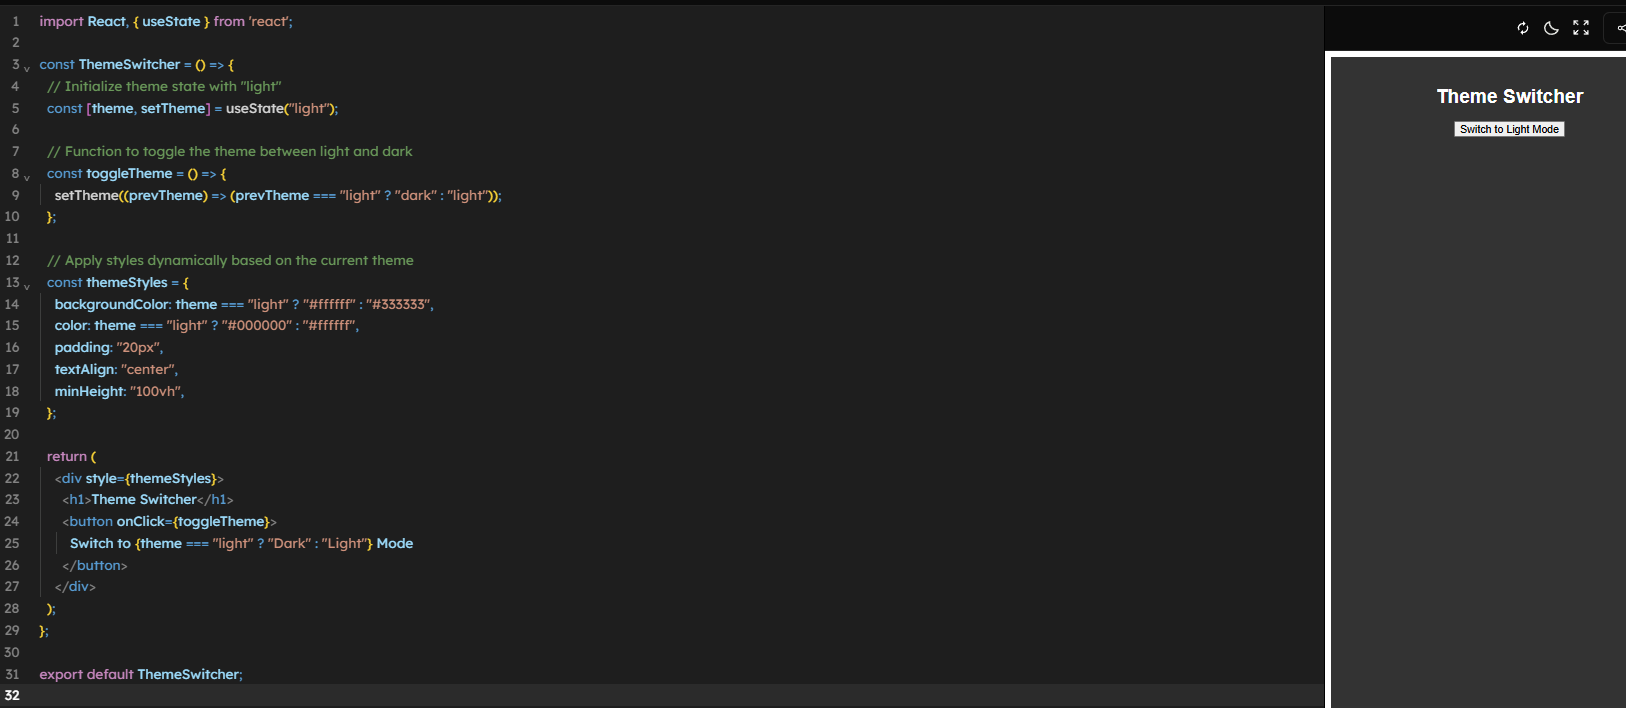 1 import React, { useState } from 'react';
2
3 const ThemeSwitcher = () => {
4 // Initialize theme state with "light"
5 const [theme, setTheme] = useState("light");
6
7 // Function to toggle the theme between light and dark
8 const toggleTheme = () => {
9 setTheme((prevTheme) => (prevTheme === "light" ? "dark" : "light"));
10 };
11
12 // Apply styles dynamically based on the current theme
13 const themeStyles = {
14 backgroundColor: theme === "light" ? "#ffffff" : "#333333",
15 color: theme === "light" ? "#000000" : "#ffffff",
16 padding: "20px",
17 textAlign: "center",
18 minHeight: "100vh",
19 };
20
21 return (
22 <div style={themeStyles}>
23 <h1>Theme Switcher</h1>
24 <button onClick={toggleTheme}>
25 Switch to {theme === "light" ? "Dark" : "Light"} Mode
26 </button>
27 </div>
28 );
29 };
30
31 export default ThemeSwitcher;
32
Theme Switcher
Switch to Light Mode